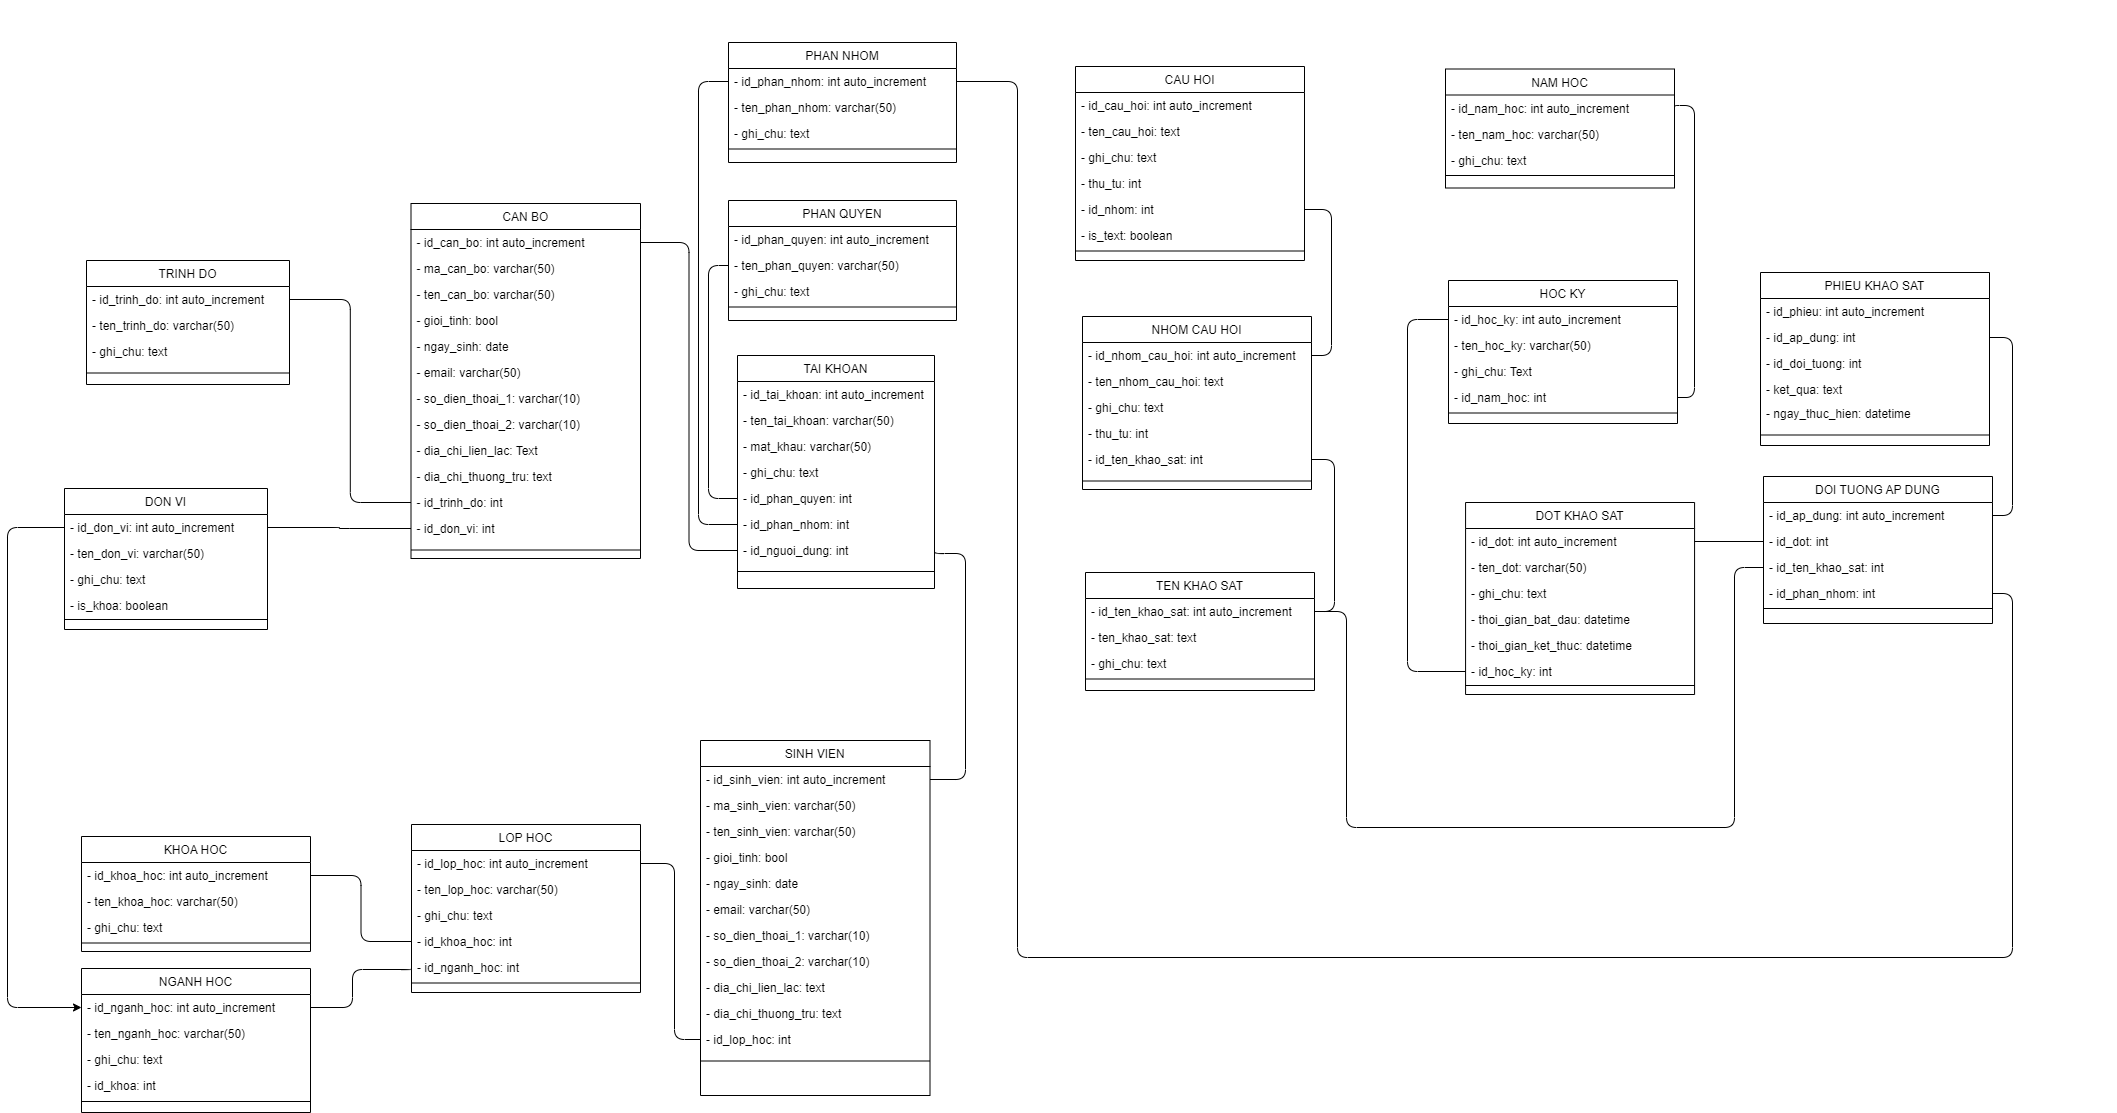 PHAN NHOM
- id_phan_nhom: int auto_increment
- ten_phan_nhom: varchar(50)
- ghi_chu: text
PHAN QUYEN
- id_phan_quyen: int auto_increment
- ten_phan_quyen: varchar(50)
- ghi_chu: text
TAI KHOAN
- id_tai_khoan: int auto_increment
- ten_tai_khoan: varchar(50)
- mat_khau: varchar(50)
- ghi_chu: text
- id_phan_quyen: int
- id_phan_nhom: int
- id_nguoi_dung: int
CAN BO
- id_can_bo: int auto_increment
- ma_can_bo: varchar(50)
- ten_can_bo: varchar(50)
- gioi_tinh: bool
- ngay_sinh: date
- email: varchar(50)
- so_dien_thoai_1: varchar(10)
- so_dien_thoai_2: varchar(10)
- dia_chi_lien_lac: Text
- dia_chi_thuong_tru: text
- id_trinh_do: int
- id_don_vi: int
TRINH DO
- id_trinh_do: int auto_increment
- ten_trinh_do: varchar(50)
- ghi_chu: text
DON VI
- id_don_vi: int auto_increment
- ten_don_vi: varchar(50)
- ghi_chu: text
- is_khoa: boolean
KHOA HOC
- id_khoa_hoc: int auto_increment
- ten_khoa_hoc: varchar(50)
- ghi_chu: text
NGANH HOC
- id_nganh_hoc: int auto_increment
- ten_nganh_hoc: varchar(50)
- ghi_chu: text
- id_khoa: int
LOP HOC
- id_lop_hoc: int auto_increment
- ten_lop_hoc: varchar(50)
- ghi_chu: text
- id_khoa_hoc: int
- id_nganh_hoc: int
SINH VIEN
- id_sinh_vien: int auto_increment
- ma_sinh_vien: varchar(50)
- ten_sinh_vien: varchar(50)
- gioi_tinh: bool
- ngay_sinh: date
- email: varchar(50)
- so_dien_thoai_1: varchar(10)
- so_dien_thoai_2: varchar(10)
- dia_chi_lien_lac: text
- dia_chi_thuong_tru: text
- id_lop_hoc: int
CAU HOI
- id_cau_hoi: int auto_increment
- ten_cau_hoi: text
- ghi_chu: text
- thu_tu: int
- id_nhom: int
- is_text: boolean
NHOM CAU HOI
- id_nhom_cau_hoi: int auto_increment
- ten_nhom_cau_hoi: text
- ghi_chu: text
- thu_tu: int
- id_ten_khao_sat: int
TEN KHAO SAT
- id_ten_khao_sat: int auto_increment
- ten_khao_sat: text
- ghi_chu: text
NAM HOC
- id_nam_hoc: int auto_increment
- ten_nam_hoc: varchar(50)
- ghi_chu: text
HOC KY
- id_hoc_ky: int auto_increment
- ten_hoc_ky: varchar(50)
- ghi_chu: Text
- id_nam_hoc: int
DOT KHAO SAT
- id_dot: int auto_increment
- ten_dot: varchar(50)
- ghi_chu: text
- thoi_gian_bat_dau: datetime
- thoi_gian_ket_thuc: datetime
- id_hoc_ky: int
PHIEU KHAO SAT
- id_phieu: int auto_increment
- id_ap_dung: int
- id_doi_tuong: int
- ket_qua: text
- ngay_thuc_hien: datetime
DOI TUONG AP DUNG
- id_ap_dung: int auto_increment
- id_dot: int
- id_ten_khao_sat: int
- id_phan_nhom: int